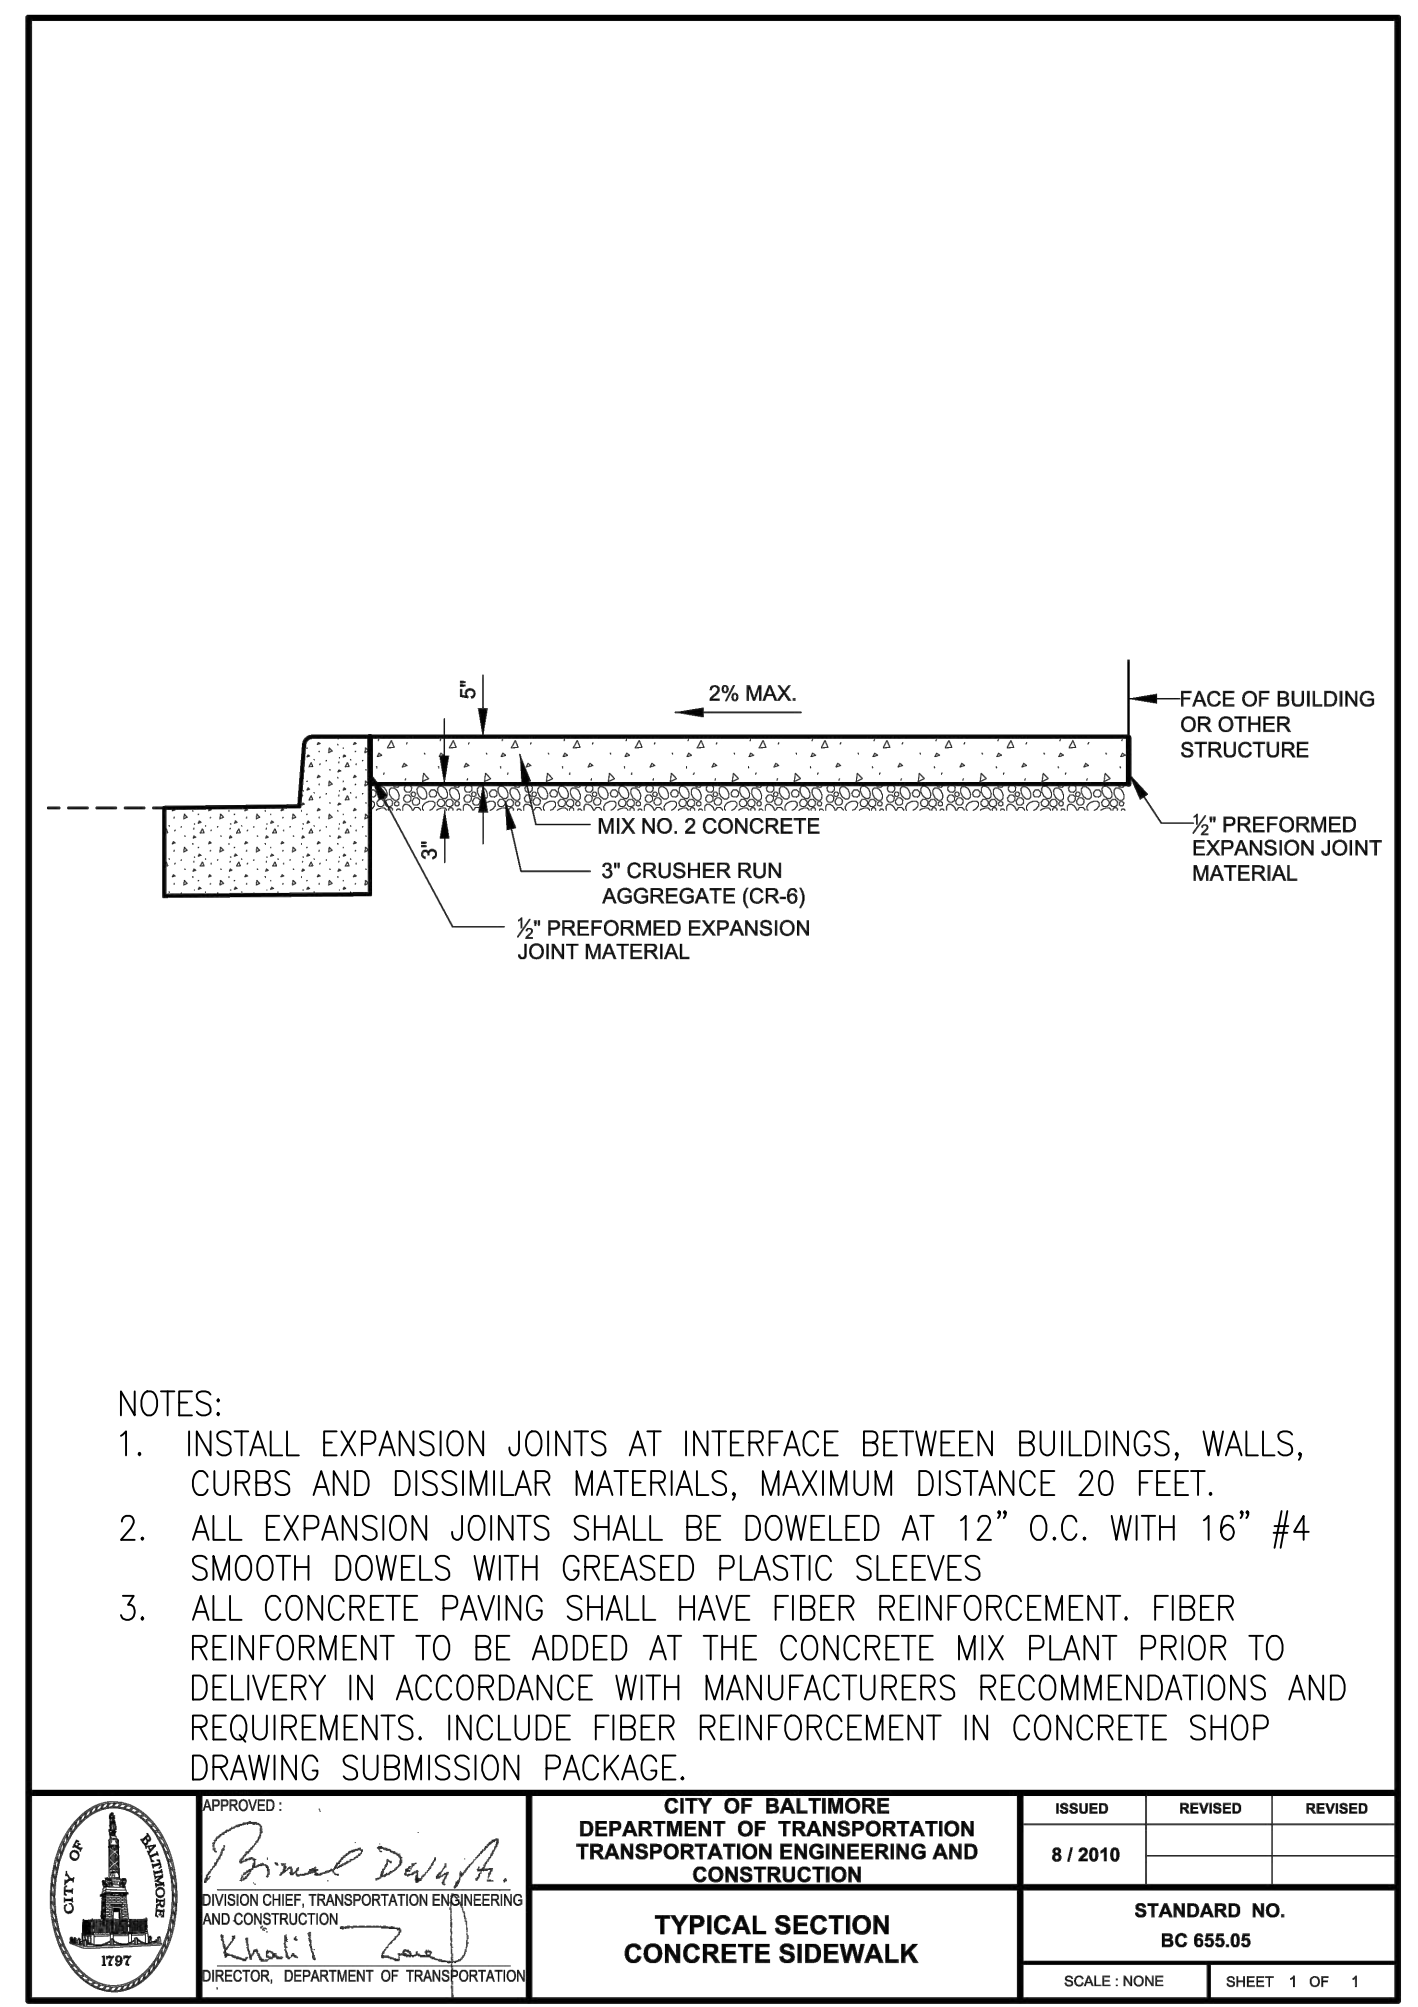 5"
2% MAX.
FACE OF BUILDING
OR OTHER
STRUCTURE
3"
MIX NO. 2 CONCRETE
½" PREFORMED
EXPANSION JOINT
MATERIAL
3" CRUSHER RUN
AGGREGATE (CR-6)
½" PREFORMED EXPANSION
JOINT MATERIAL
NOTES:
1. INSTALL EXPANSION JOINTS AT INTERFACE BETWEEN BUILDINGS, WALLS,
CURBS AND DISSIMILAR MATERIALS, MAXIMUM DISTANCE 20 FEET.
2. ALL EXPANSION JOINTS SHALL BE DOWELED AT 12” O.C. WITH 16” #4
SMOOTH DOWELS WITH GREASED PLASTIC SLEEVES
3. ALL CONCRETE PAVING SHALL HAVE FIBER REINFORCEMENT. FIBER
REINFORMENT TO BE ADDED AT THE CONCRETE MIX PLANT PRIOR TO
DELIVERY IN ACCORDANCE WITH MANUFACTURERS RECOMMENDATIONS AND
REQUIREMENTS. INCLUDE FIBER REINFORCEMENT IN CONCRETE SHOP
DRAWING SUBMISSION PACKAGE.
CITY OF BALTIMORE
1797
APPROVED :
Bimal
DIVISION CHIEF, TRANSPORTATION ENGINEERING
AND CONSTRUCTION
Khalil
DIRECTOR, DEPARTMENT OF TRANSPORTATION
CITY OF BALTIMORE
DEPARTMENT OF TRANSPORTATION
TRANSPORTATION ENGINEERING AND
CONSTRUCTION
TYPICAL SECTION
CONCRETE SIDEWALK
ISSUED REVISED REVISED
8 / 2010
STANDARD NO.
BC 655.05
SCALE : NONE SHEET 1 OF 1